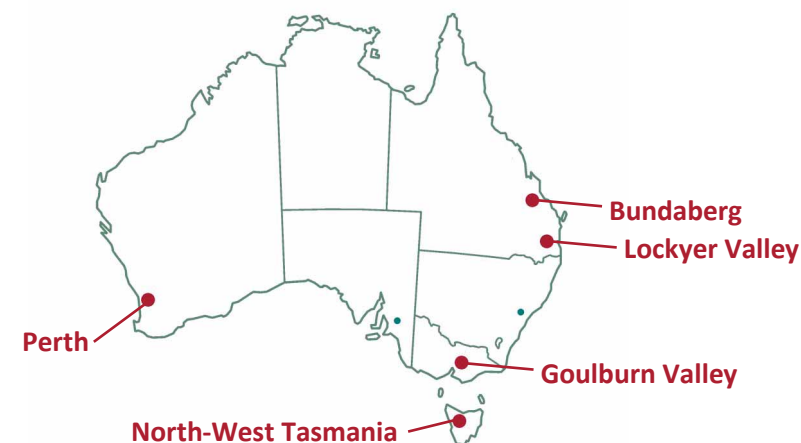 Bundaberg
Lockyer Valley
Perth
Goulburn Valley
North-West Tasmania